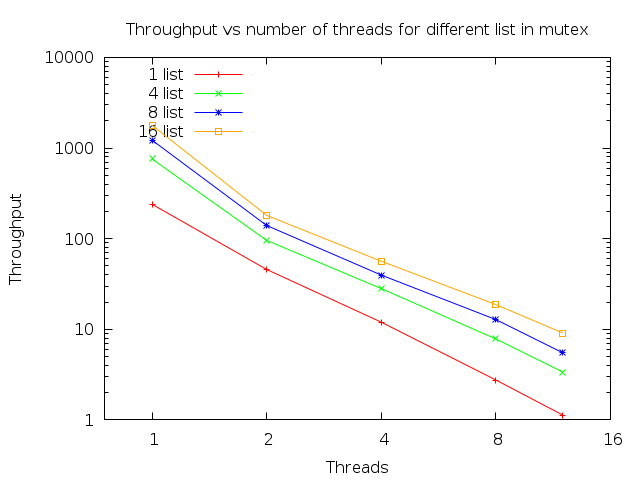 Throughput vs number of threads for different list in mutex
10000
1000
100
10
1
Throughput
1 list
4 list
8 list
16 list
1 2 4 8 16
Threads